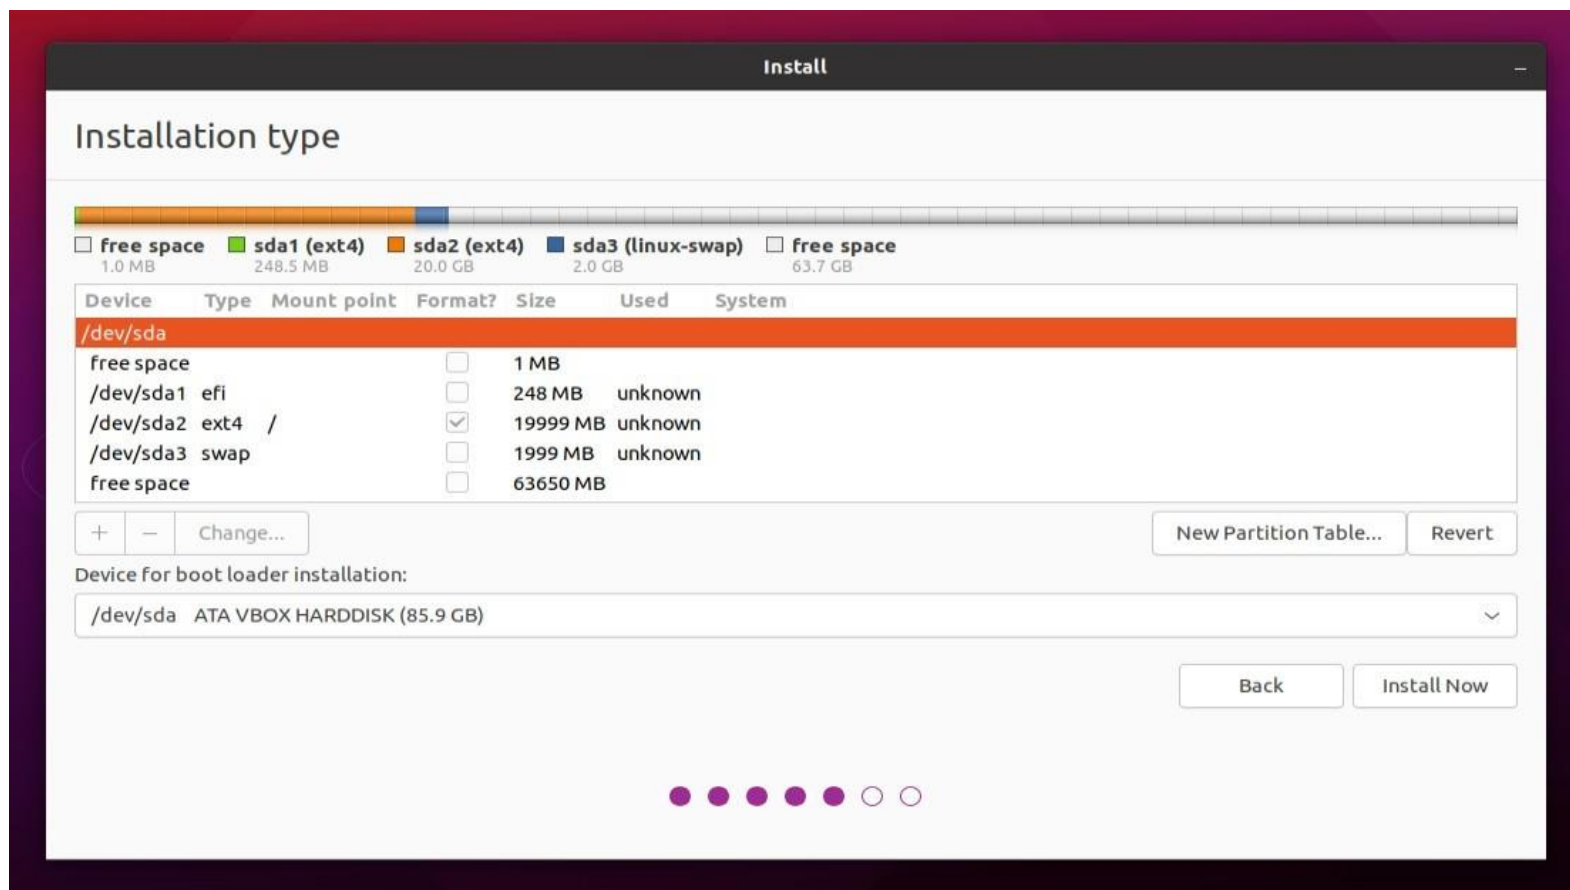 Install
Installation type
free space sda1 (ext4) sda2 (ext4) sda3 (linux-swap) free space
1.0 MB 248.5 MB 20.0 GB 2.0 GB 63.7 GB
Device Type Mount point Format? Size Used System
/dev/sda
free space 1 MB
/dev/sda1 efi 248 MB unknown
/dev/sda2 ext4 / 19999 MB unknown
/dev/sda3 swap 1999 MB unknown
free space 63650 MB
+ − Change... New Partition Table... Revert
Device for boot loader installation:
/dev/sda ATA VBOX HARDDISK (85.9 GB)
Back Install Now